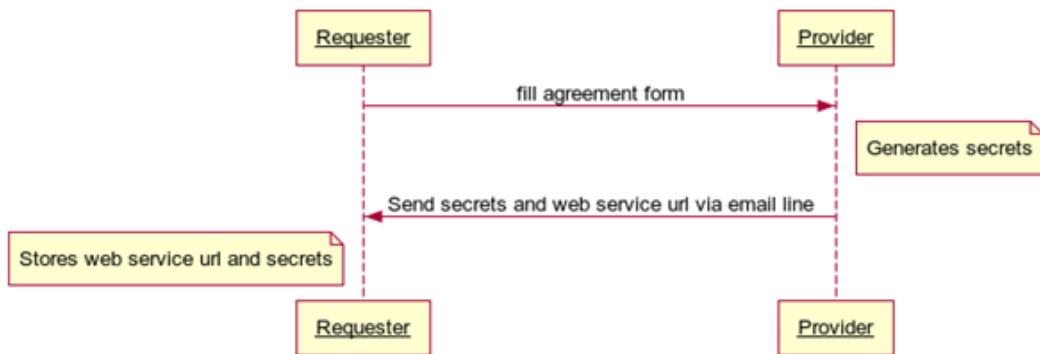 Requester
Provider
fill agreement form
Generates secrets
Send secrets and web service url via email line
Stores web service url and secrets
Requester
Provider